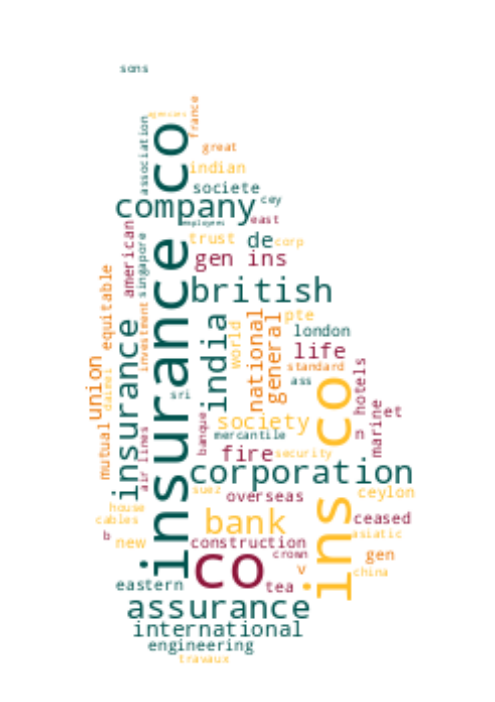 sons
agencies
france
association
insurance co
great
indian
societe
company
cey
east
employees
american
singapore
trust
de
corp
gen ins
equitable
british
investment
insurance
india
world
national
general
pte
london
life
standard
ass
union
daimei
sri
hotels
et
marine
n
society
banque
mercantile
mutual
air lines
fire
security
ins co
corporation
suez
overseas
ceylon
house
cables
bank
ceased
b
new
construction
asiatic
crown
gen
co
v
china
eastern
tea
assurance
international
engineering
travaux